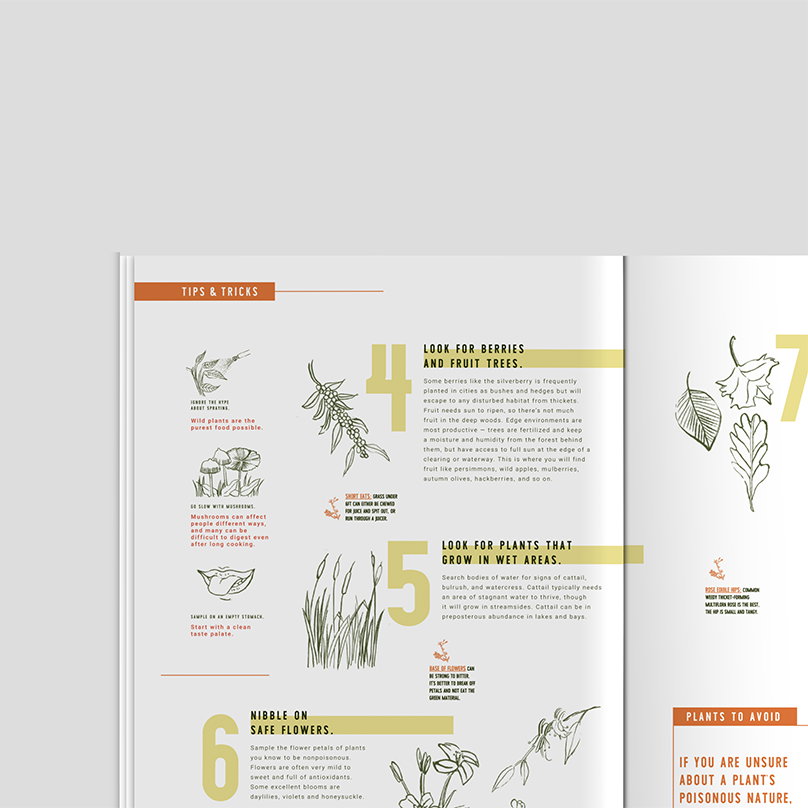 TIPS & TRICKS
IGNORE THE HYPE
ABOUT SPRAYING.
Wild plants are the
purest food possible.
GO SLOW WITH MUSHROOMS.
Mushrooms can affect
people different ways,
and many can be
difficult to digest even
after long cooking.
SAMPLE ON AN EMPTY STOMACH.
Start with a clean
taste palate.
4
LOOK FOR BERRIES
AND FRUIT TREES.
Some berries like the silverberry is frequently
planted in cities as bushes and hedges but will
escape to any disturbed habitat from thickets.
Fruit needs sun to ripen, so there's not much
fruit in the deep woods. Edge environments are
most productive — trees are fertilized and keep
a moisture and humidity from the forest behind
them, but have access to full sun at the edge of a
clearing or waterway. This is where you will find
fruit like persimmons, wild apples, mulberries,
autumn olives, hackberries, and so on.
SHORT EATS: GRASS UNDER
6FT CAN EITHER BE CHEWED
FOR JUICE AND SPIT OUT, OR
RUN THROUGH A JUICER.
5
LOOK FOR PLANTS THAT
GROW IN WET AREAS.
Search bodies of water for signs of cattail,
bulrush, and watercress. Cattail typically needs
an area of stagnant water to thrive, though
it will grow in streamsides. Cattail can be in
preposterous abundance in lakes and bays.
BASE OF FLOWERS CAN
BE STRONG TO BITTER.
IT'S BETTER TO BREAK OFF
PETALS AND NOT EAT THE
GREEN MATERIAL.
6
NIBBLE ON
SAFE FLOWERS.
Sample the flower petals of plants
you know to be nonpoisonous.
Flowers are often very mild to
sweet and full of antioxidants.
Some excellent blooms are
daylilies, violets and honeysuckle.
7
ROSE EDIBLE HIPS: COMMON
WEEDY THICKET-FORMING
MULTIFLORA ROSE IS THE BEST,
THE HIP IS SMALL AND TANGY.
PLANTS TO AVOID
IF YOU ARE UNSURE
ABOUT A PLANT'S
POISONOUS NATURE,